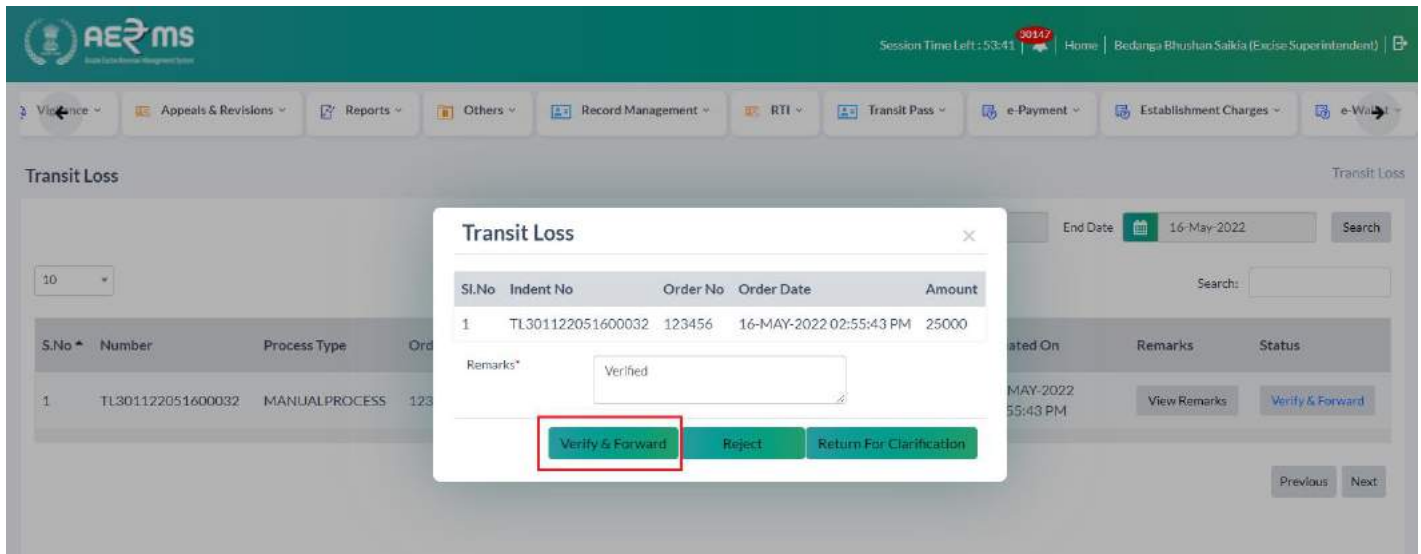 AERMS
Session Time Left : 53:41
30147
Home
Bedanga Bhushan Saikia (Excise Superintendent)
Appeals & Revisions
Reports
Others
Record Management
RTI
Transit Pass
e-Payment
Establishment Charges
Transit Loss
Transit Loss
End Date
16-May-2022
Search
10
Search:
S.No Number Process Type
Remarks Status
1 TL301122051600032 MANUALPROCESS
View Remarks
Verify & Forward
Transit Loss
×
Sl.No Indent No Order No Order Date Amount
1 TL301122051600032 123456 16-MAY-2022 02:55:43 PM 25000
Remarks*
Verified
Verify & Forward
Reject
Return For Clarification
Previous Next